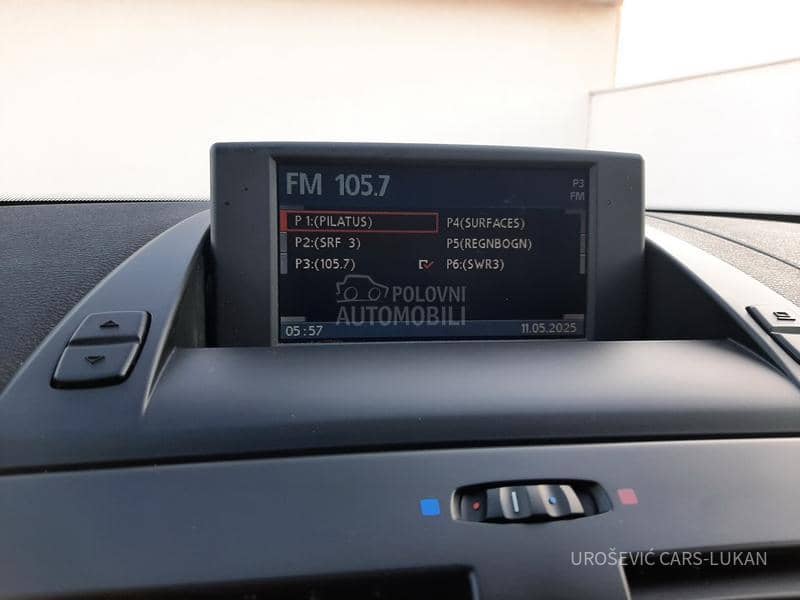 FM 105.7
P3
FM
P1:(PILATUS)
P4(SURFACES)
P2:(SRF 3)
P5(REGNBOGN)
P3:(105.7)
P6:(SWR3)
POLOVNI
AUTOMOBILI
05:57
11.05.2025
UROŠEVIĆ CARS-LUKAN